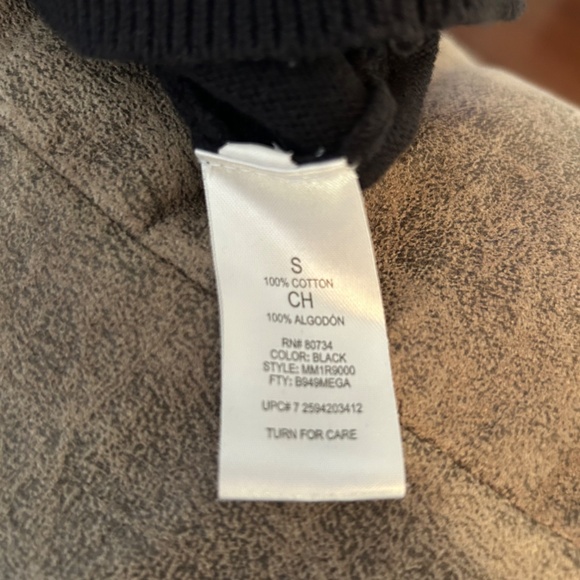 S
100% COTTON
CH
100% ALGODÓN
RN# 80734
COLOR: BLACK
STYLE: MM1R9000
FTY: B949MEGA
UPC# 7 2594203412
TURN FOR CARE